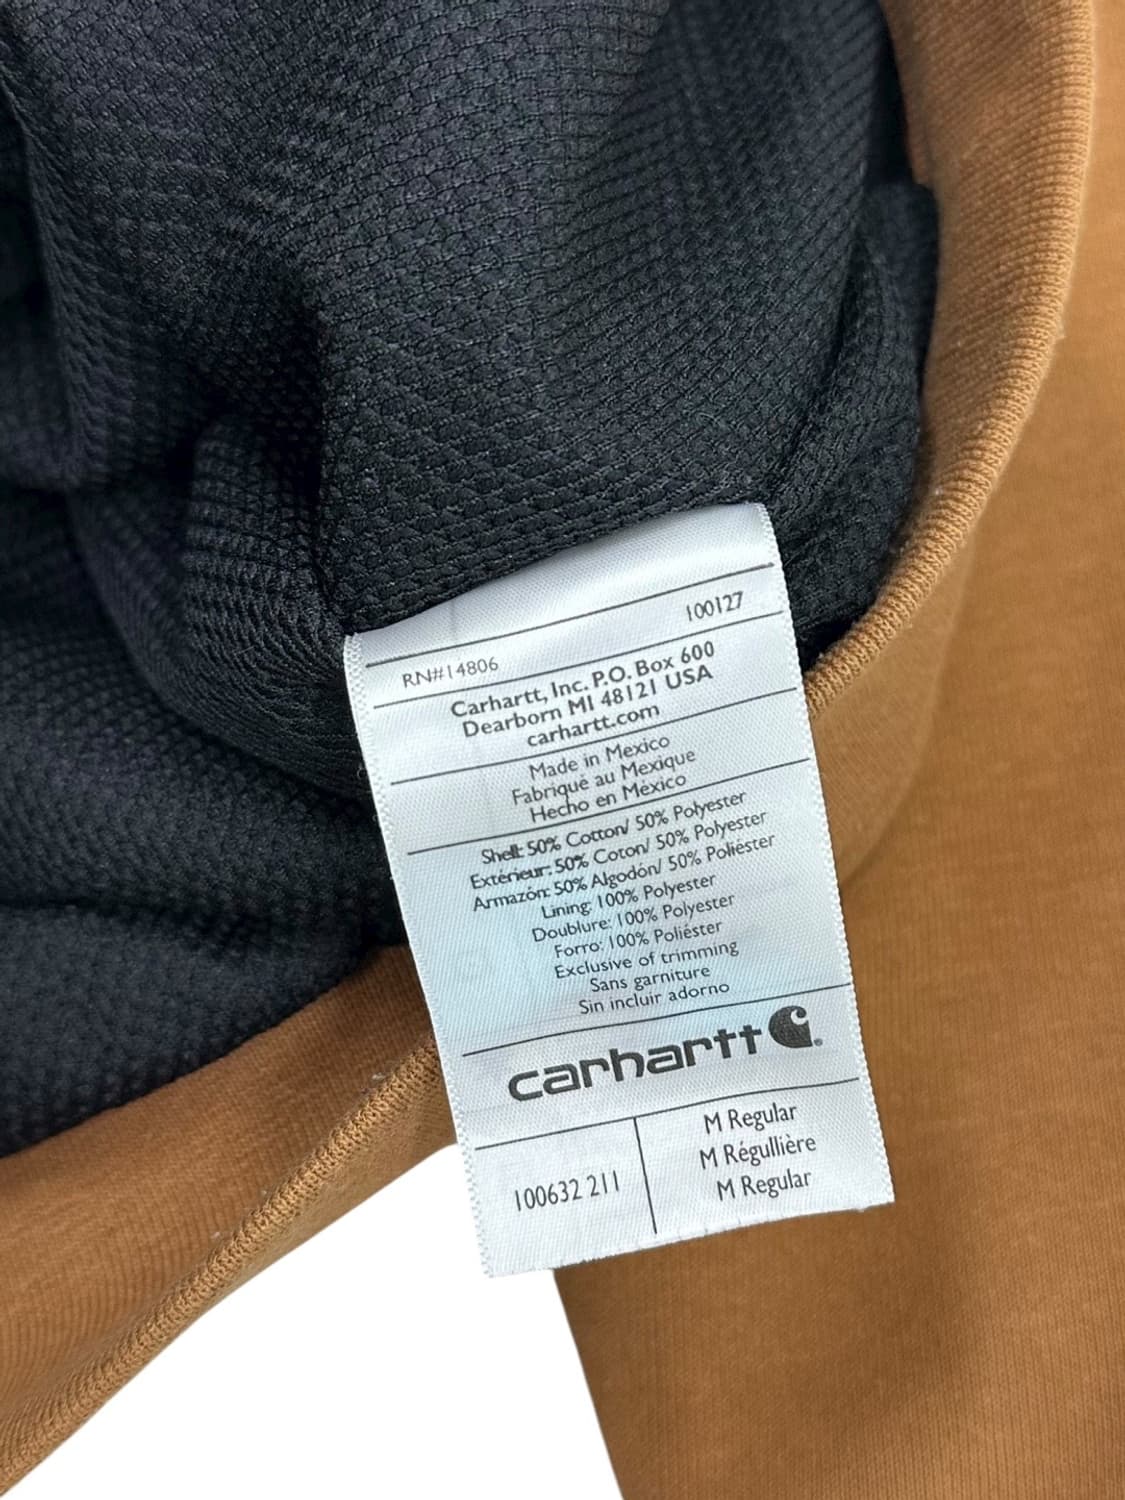 100127
RN#14806
Carhartt, Inc. P.O. Box 600
Dearborn MI 48121 USA
carhartt.com
Made in Mexico
Fabriqué au Mexique
Hecho en México
Shell: 50% Cotton/ 50% Polyester
Extérieur: 50% Coton/ 50% Polyester
Armazón: 50% Algodón/ 50% Poliéster
Lining: 100% Polyester
Doublure: 100% Polyester
Forro: 100% Poliéster
Exclusive of trimming
Sans garniture
Sin incluir adorno
carhartt
100632 211
M Regular
M Régullière
M Regular